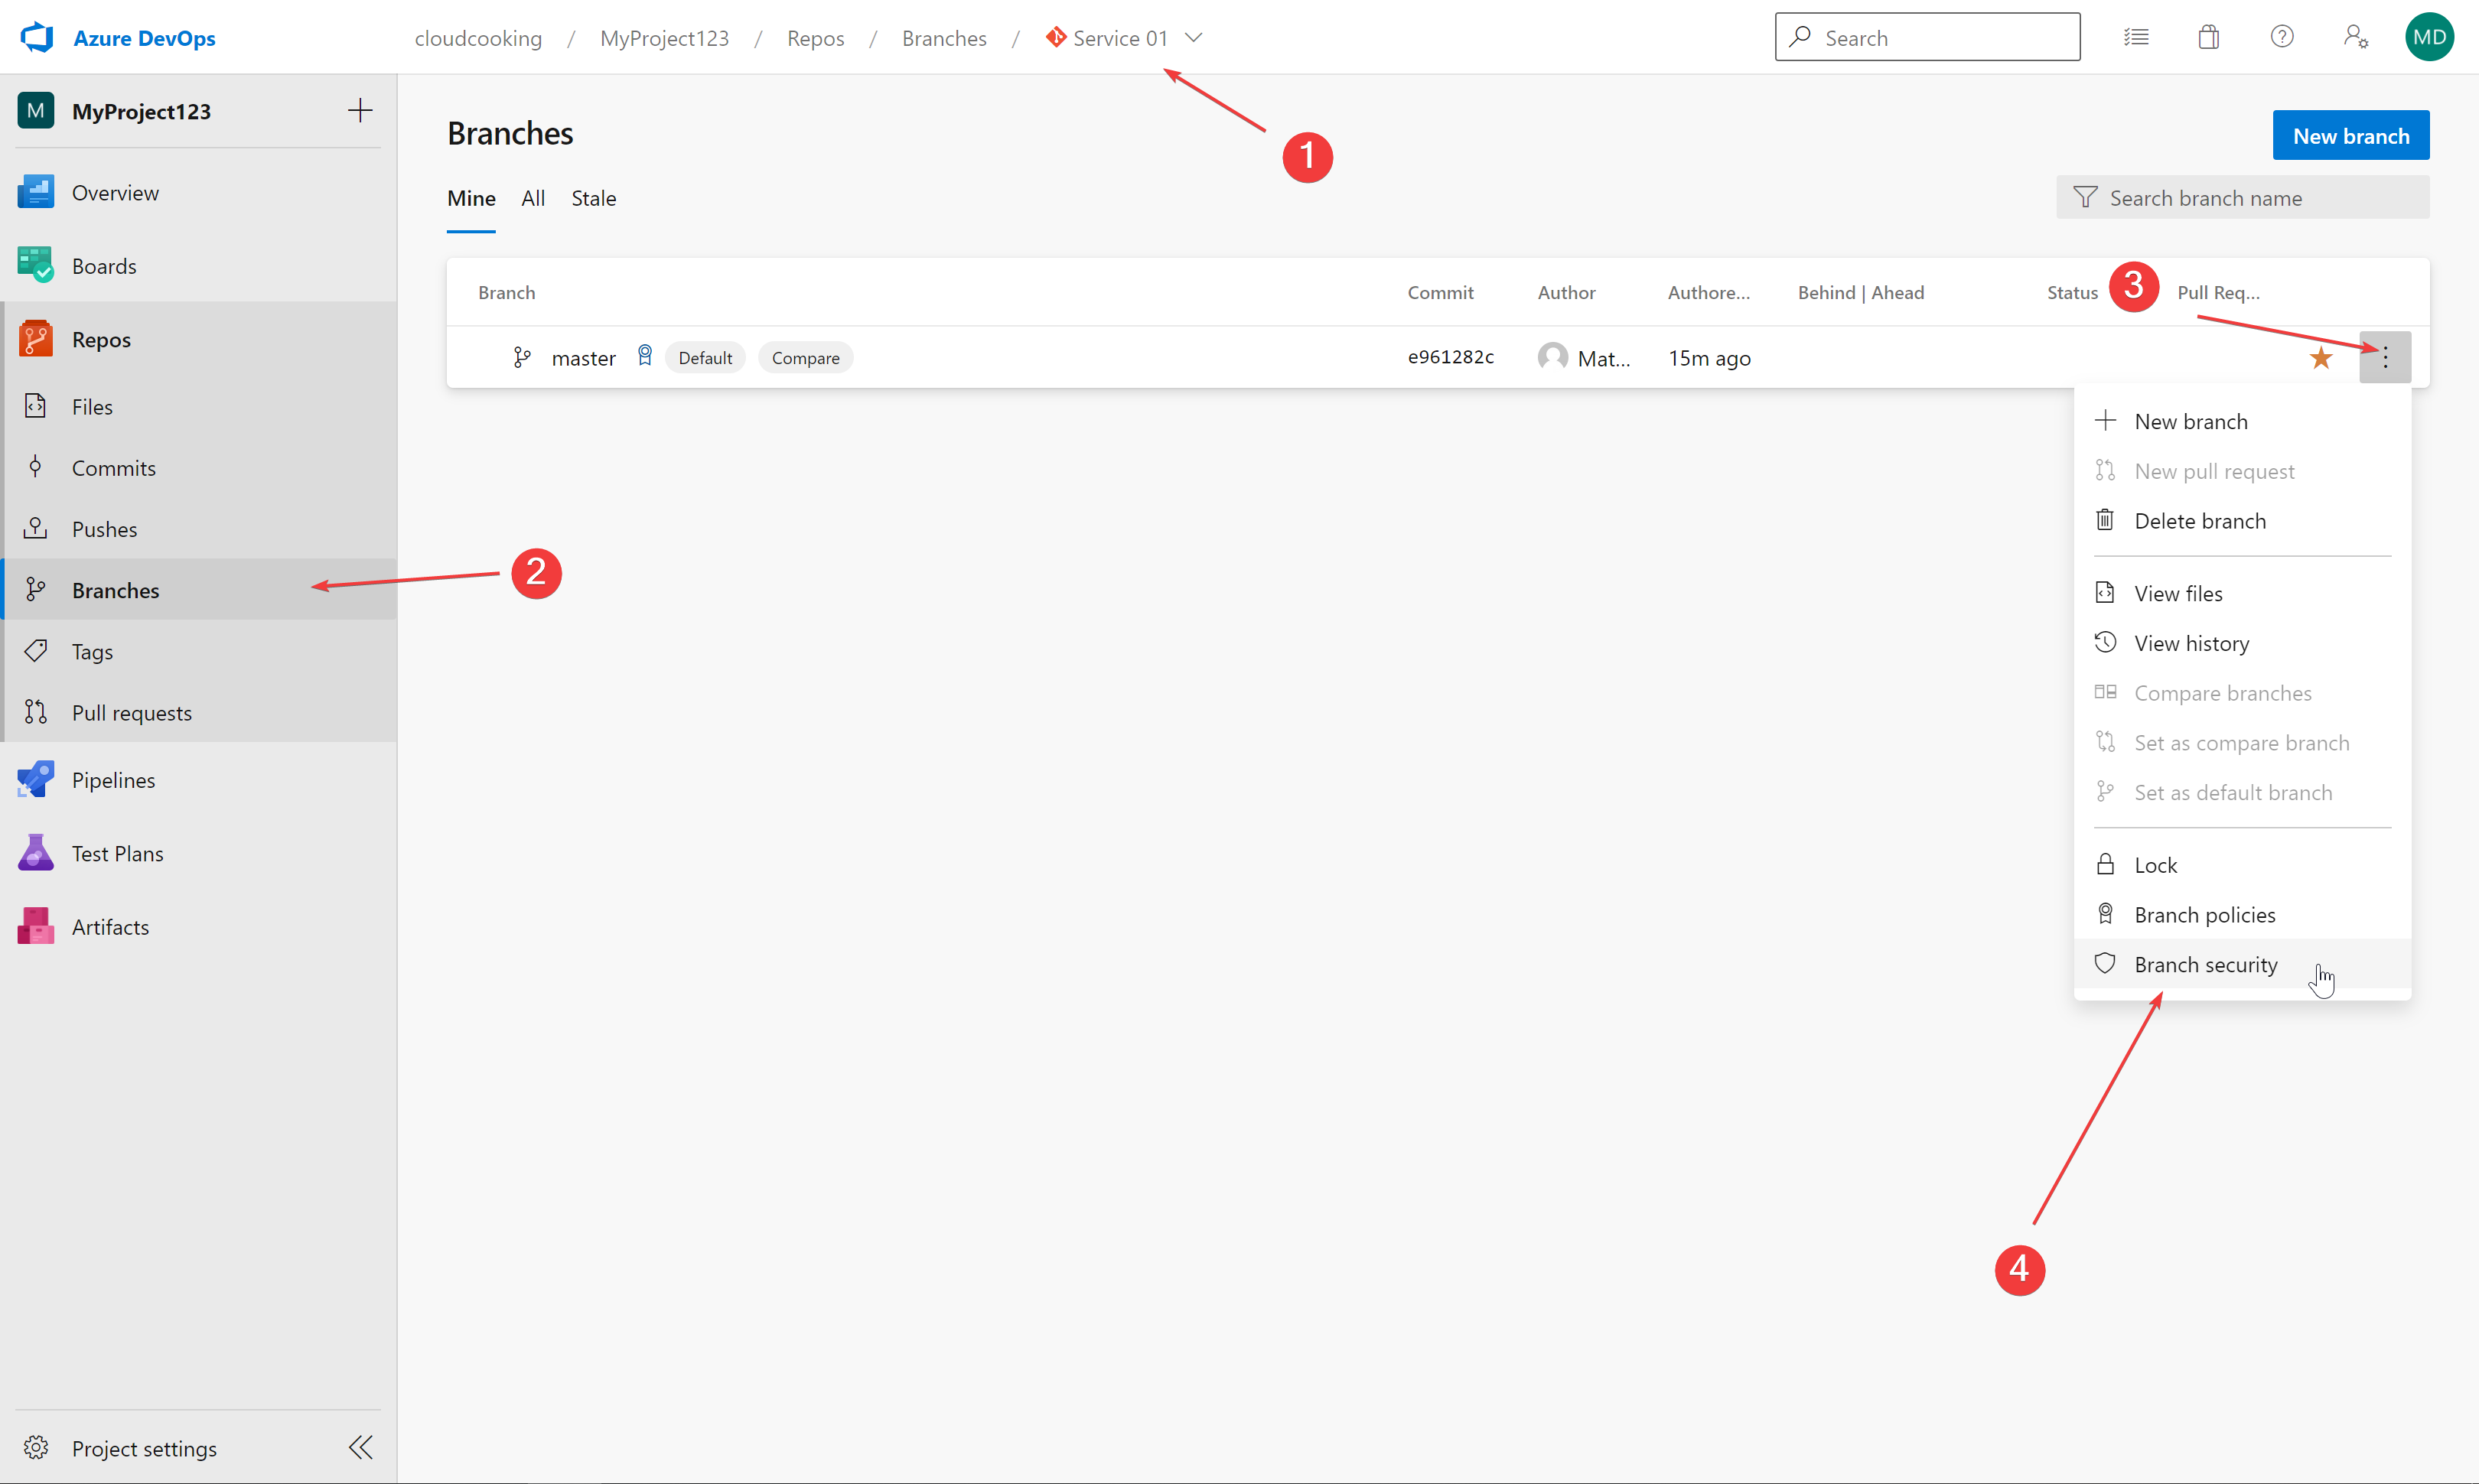 Azure DevOps
cloudcooking / MyProject123 / Repos / Branches / Service 01
Search
MD
M MyProject123
Overview
Boards
Repos
Files
Commits
Pushes
Branches
Tags
Pull requests
Pipelines
Test Plans
Artifacts
Project settings
Branches
1
New branch
Mine All Stale
Search branch name
Branch Commit Author Authore... Behind | Ahead Status 3 Pull Req...
master Default Compare e961282c Mat... 15m ago
2
New branch
New pull request
Delete branch
View files
View history
Compare branches
Set as compare branch
Set as default branch
Lock
Branch policies
Branch security
4